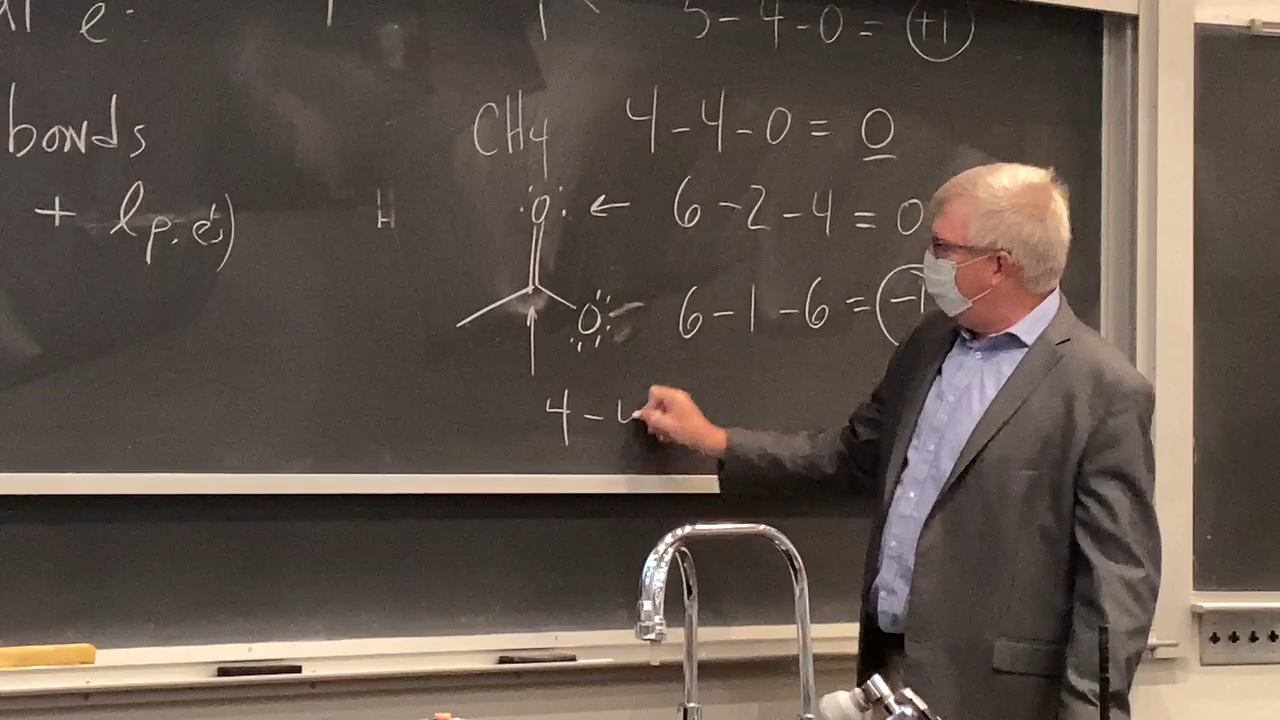 e-
5-4-0 = +1
bonds
CH4 4-4-0 = 0
+ lp. e-)
H
O ← 6-2-4 = 0
O 6-1-6 = -1
4-